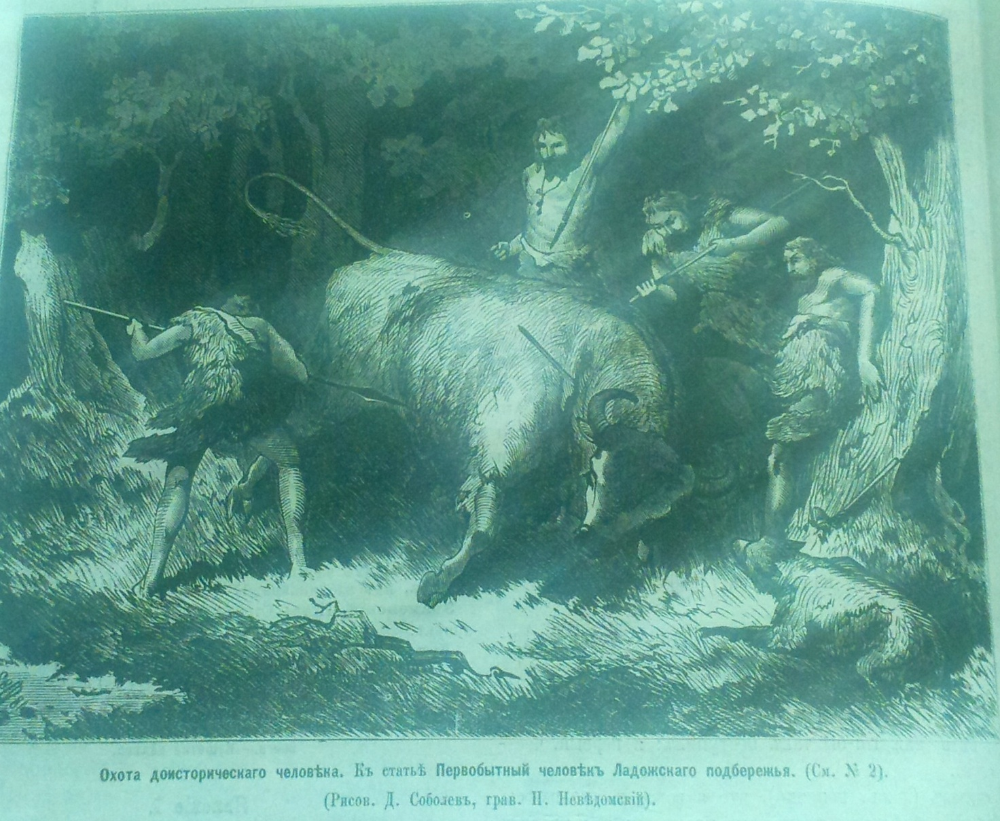 Охота доисторическаго человѣка. Къ статьѣ Первобытный человѣкъ Ладожскаго подбережья. (См. № 2).
(Рисов. Д. Соболевъ, грав. Н. Невѣдомскій).